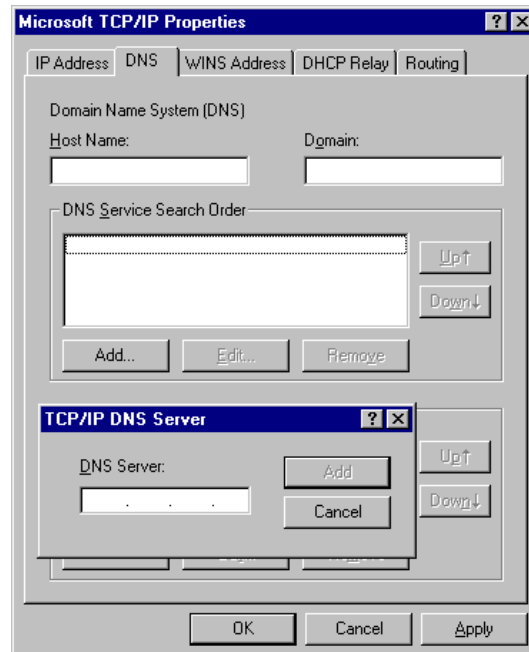 Microsoft TCP/IP Properties
IP Address DNS WINS Address DHCP Relay Routing
Domain Name System (DNS)
Host Name: Domain:
DNS Service Search Order
Up↑
Down↓
Add... Edit... Remove
TCP/IP DNS Server
DNS Server:
Add
. . .
Cancel
Up↑
Down↓
OK Cancel Apply